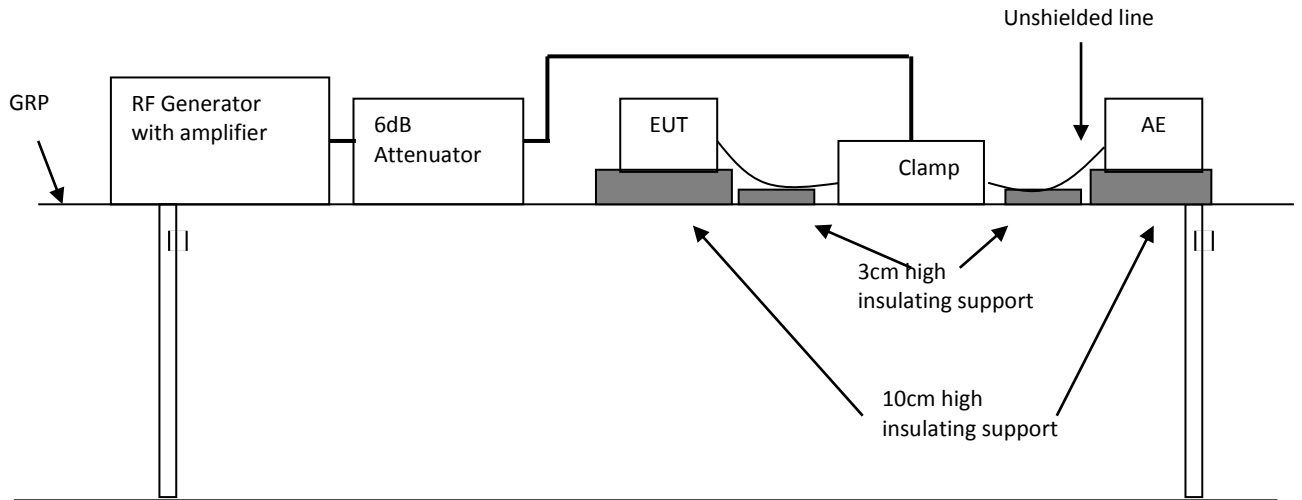 Unshielded line
GRP
RF Generator
with amplifier
6dB
Attenuator
EUT
Clamp
AE
3cm high
insulating support
10cm high
insulating support